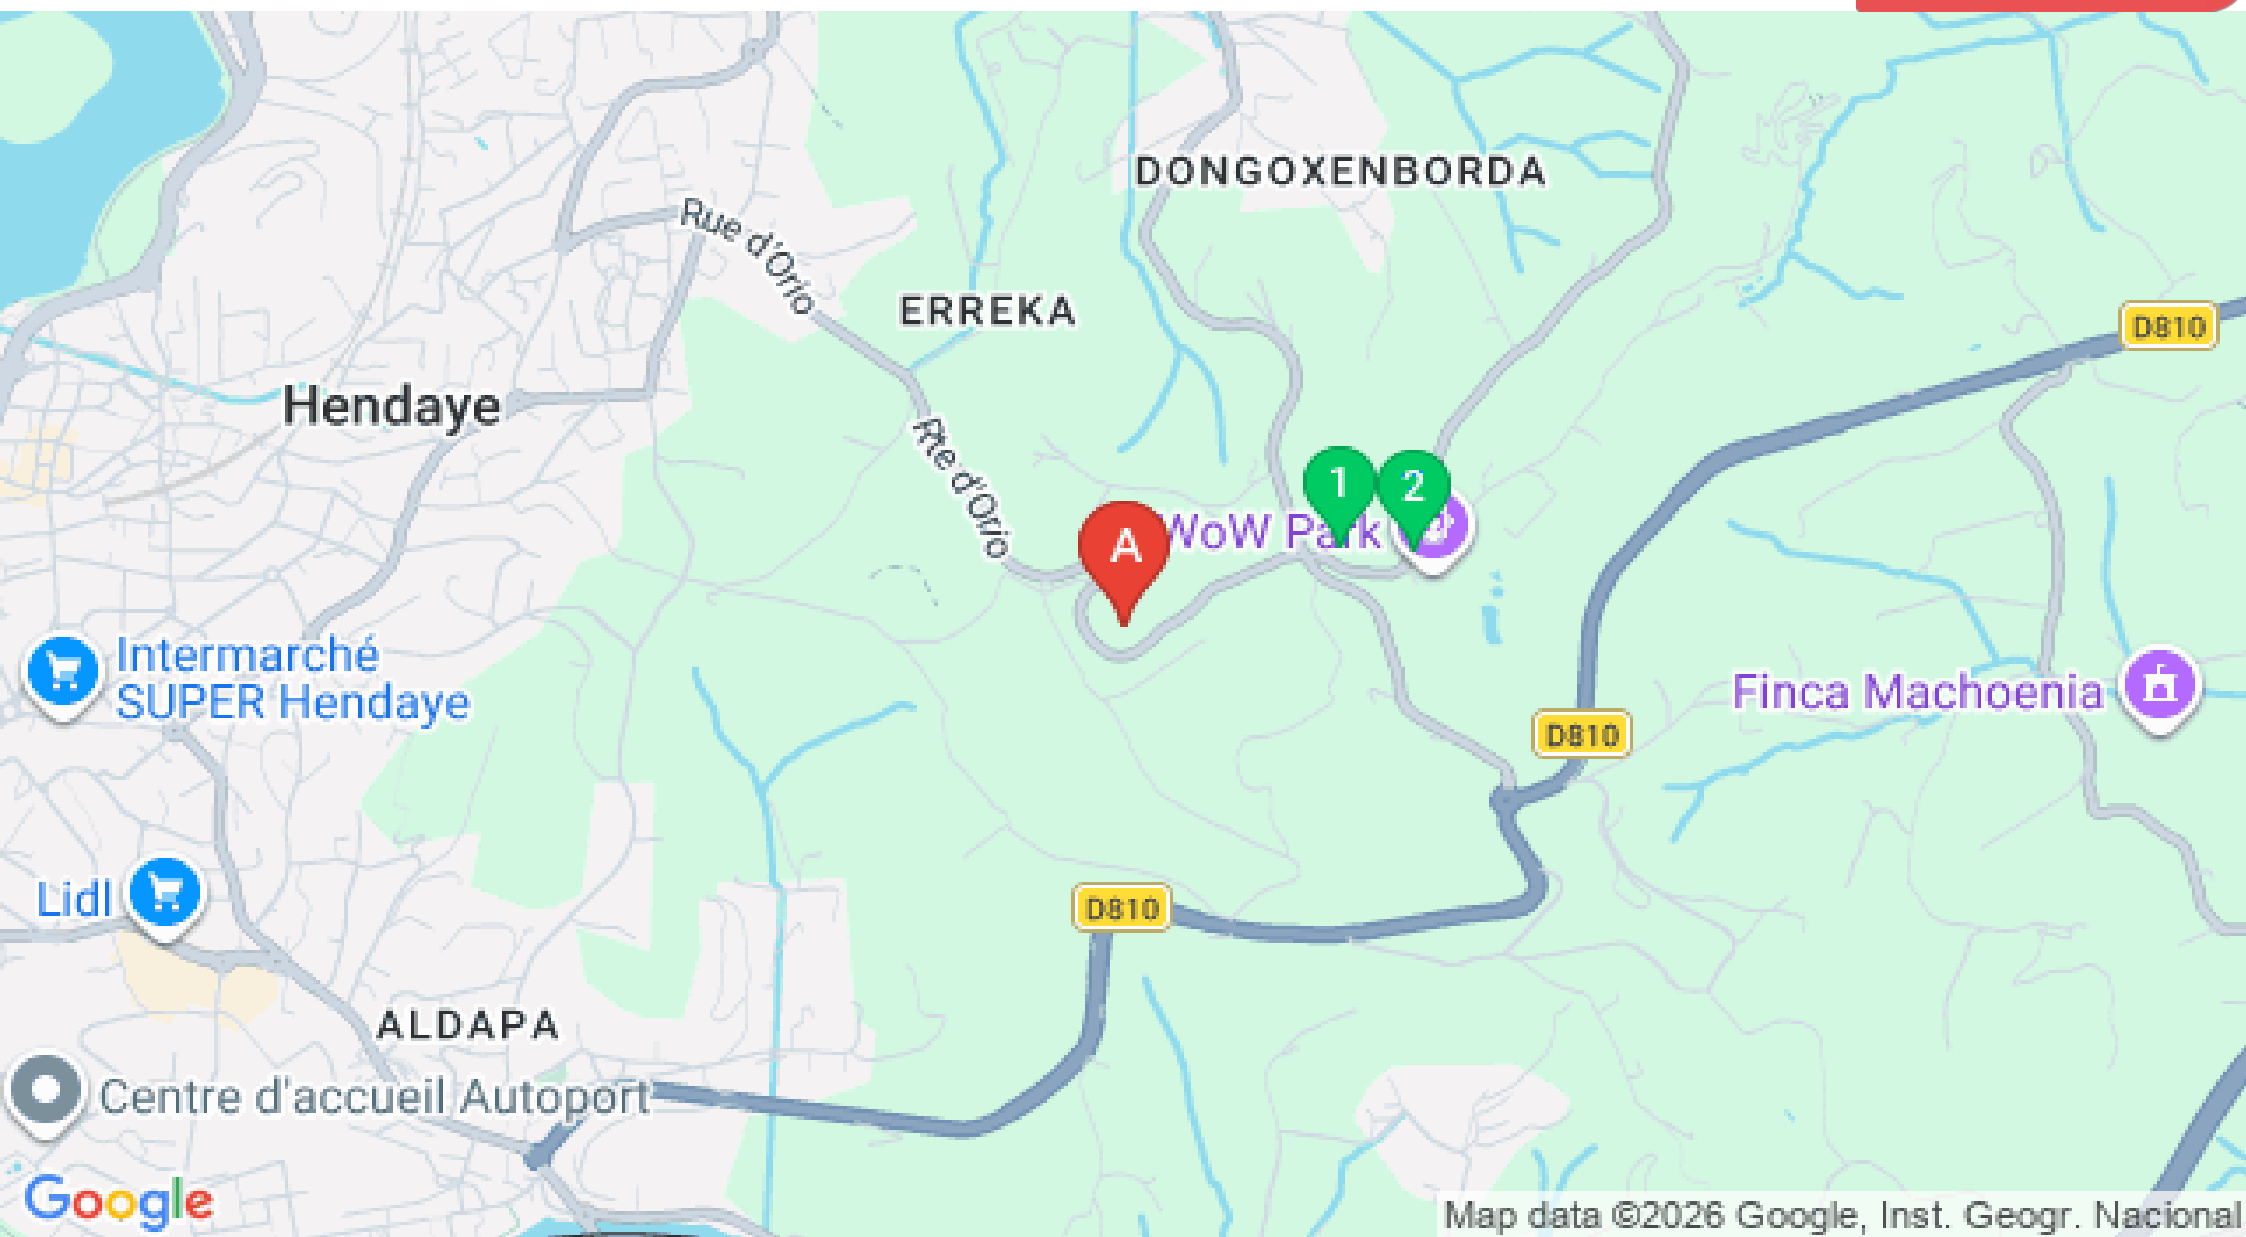 DONGOXENBORDA
Rue d'Orio
ERREKA
D810
Hendaye
Rte d'Orio
1
2
A
WoW Park
Intermarché
SUPER Hendaye
Finca Machoenia
D810
Lidl
D810
ALDAPA
Centre d'accueil Autoport
Google
Map data ©2026 Google, Inst. Geogr. Nacional